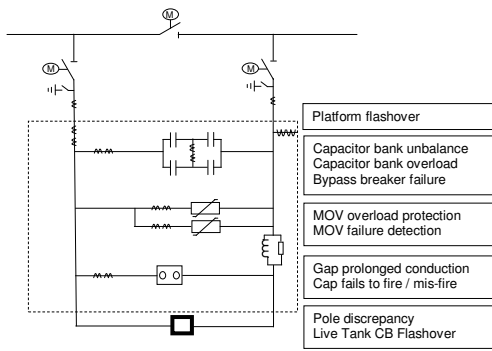 M
M
M
Platform flashover
Capacitor bank unbalance
Capacitor bank overload
Bypass breaker failure
MOV overload protection
MOV failure detection
Gap prolonged conduction
Cap fails to fire / mis-fire
Pole discrepancy
Live Tank CB Flashover